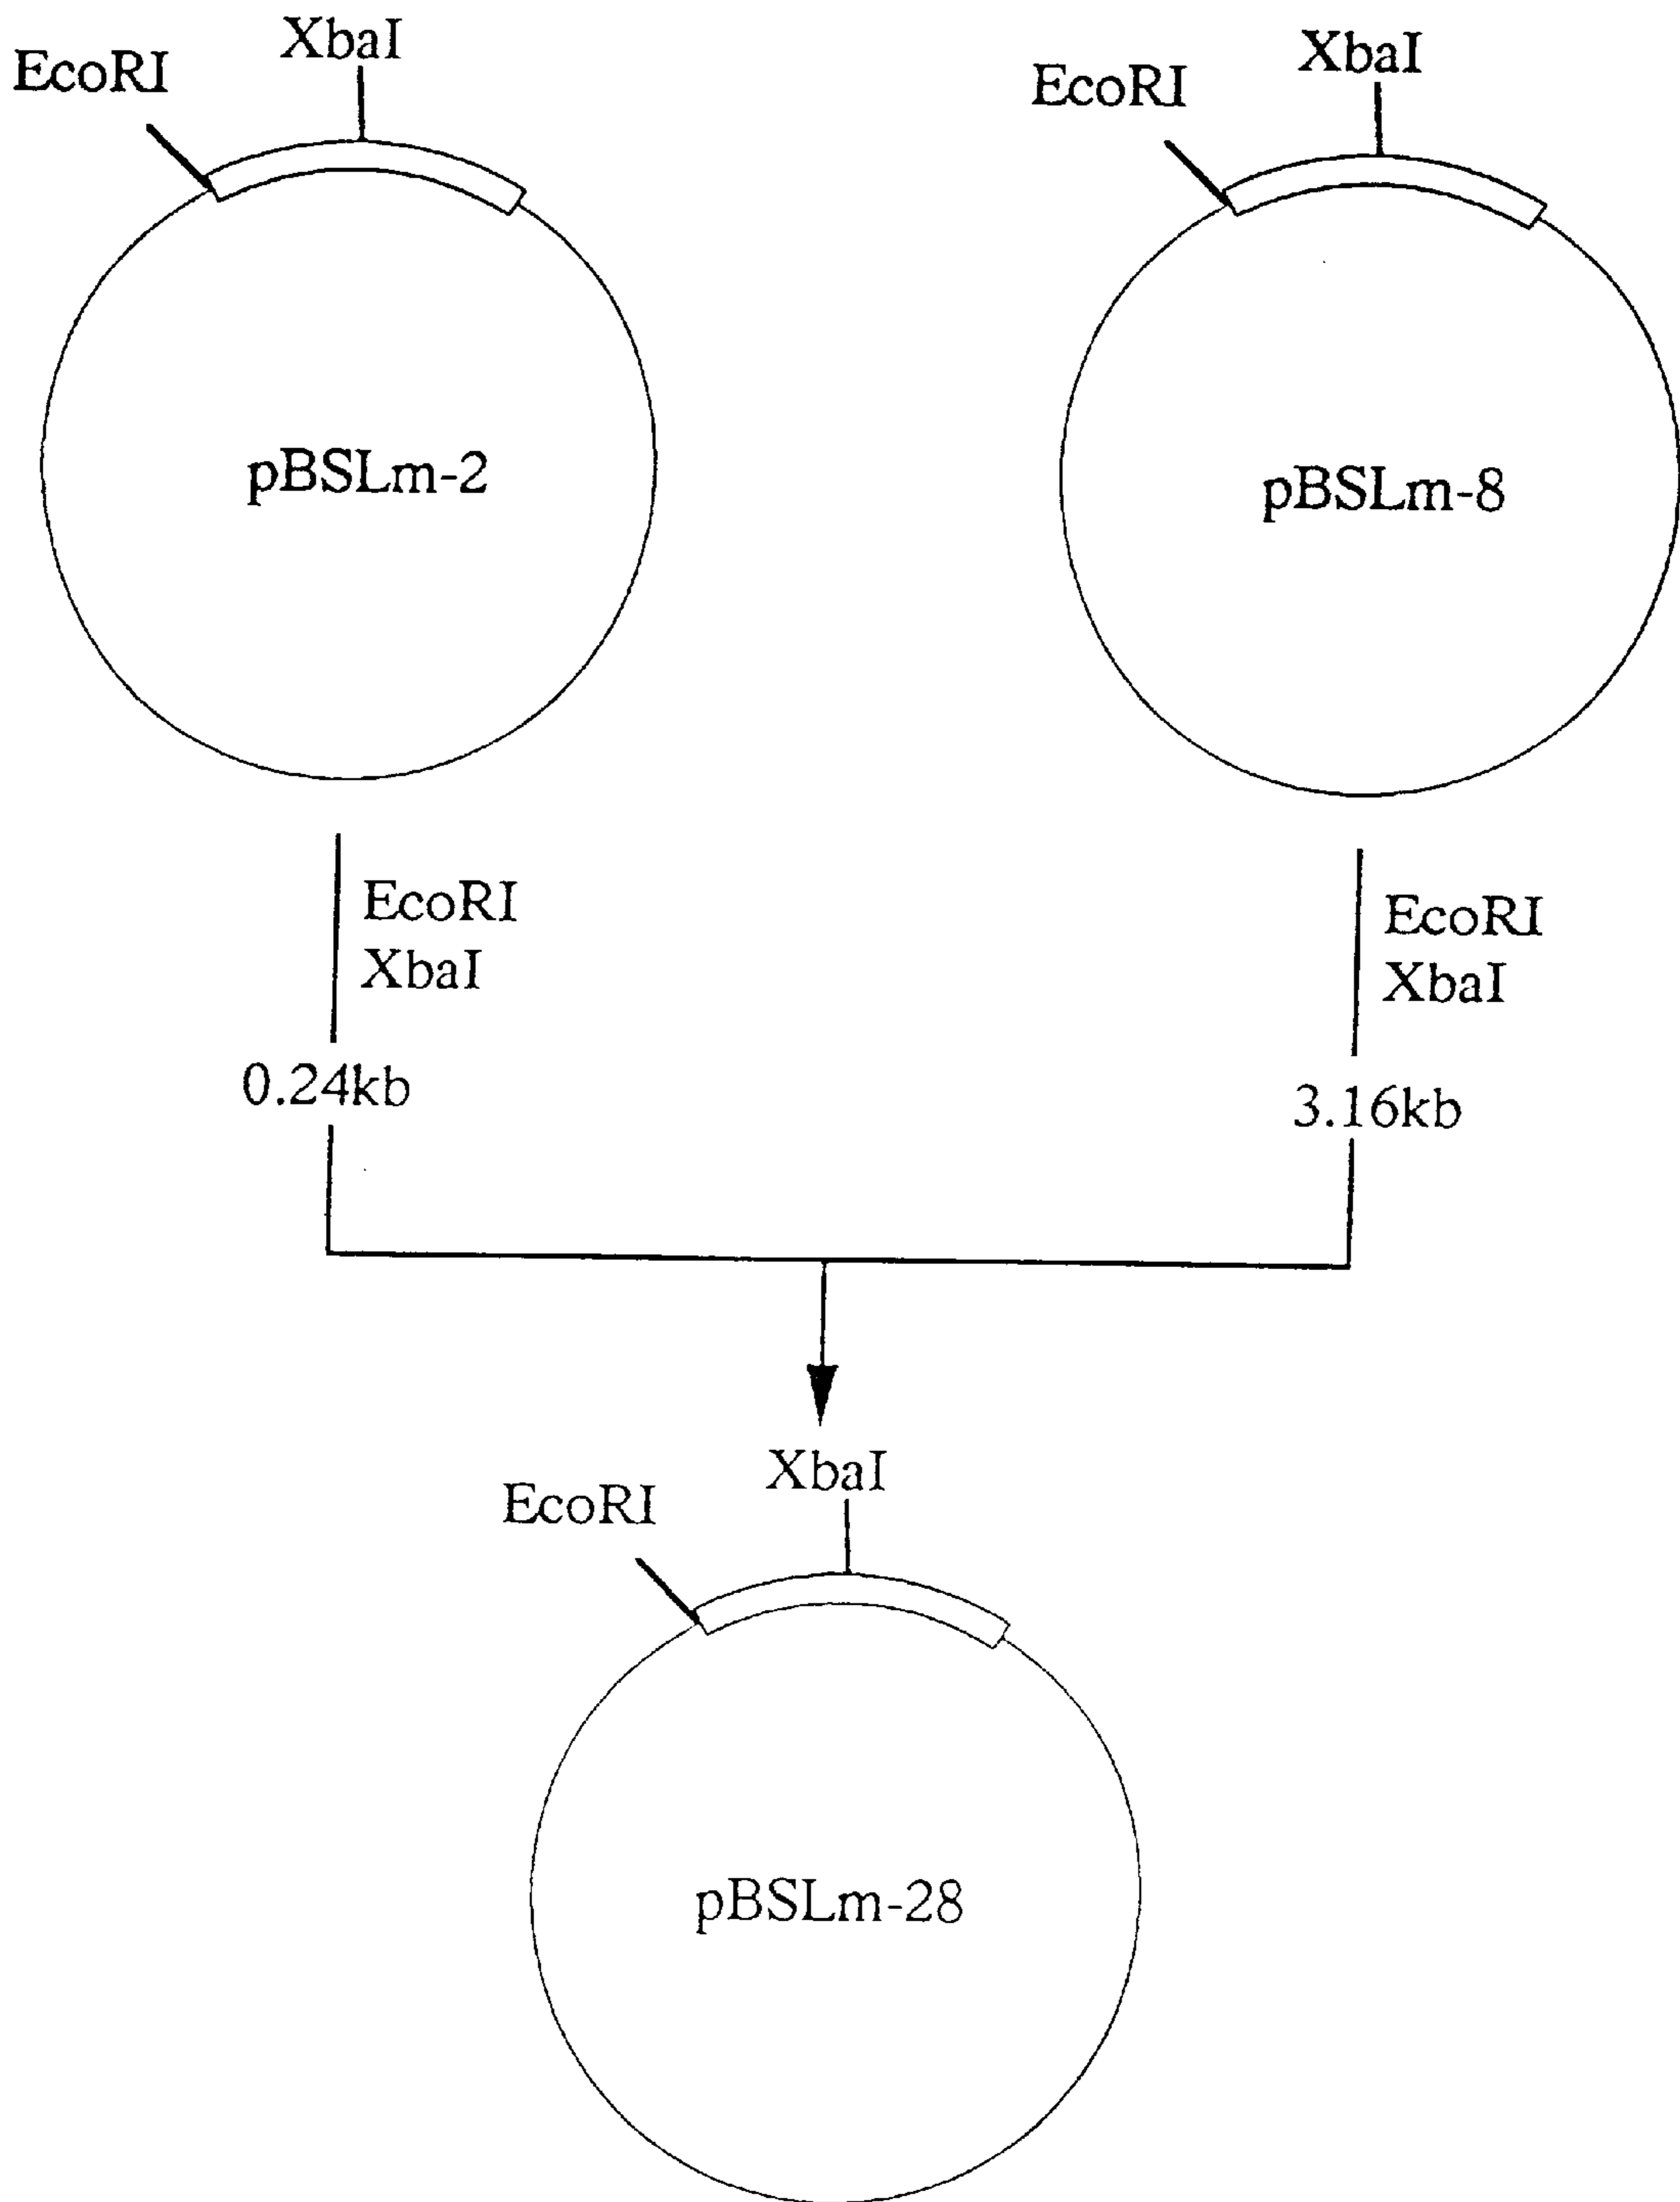 XbaI
EcoRI
pBSLm-2
EcoRI
XbaI
0.24kb
XbaI
EcoRI
pBSLm-8
EcoRI
XbaI
3.16kb
XbaI
EcoRI
pBSLm-28